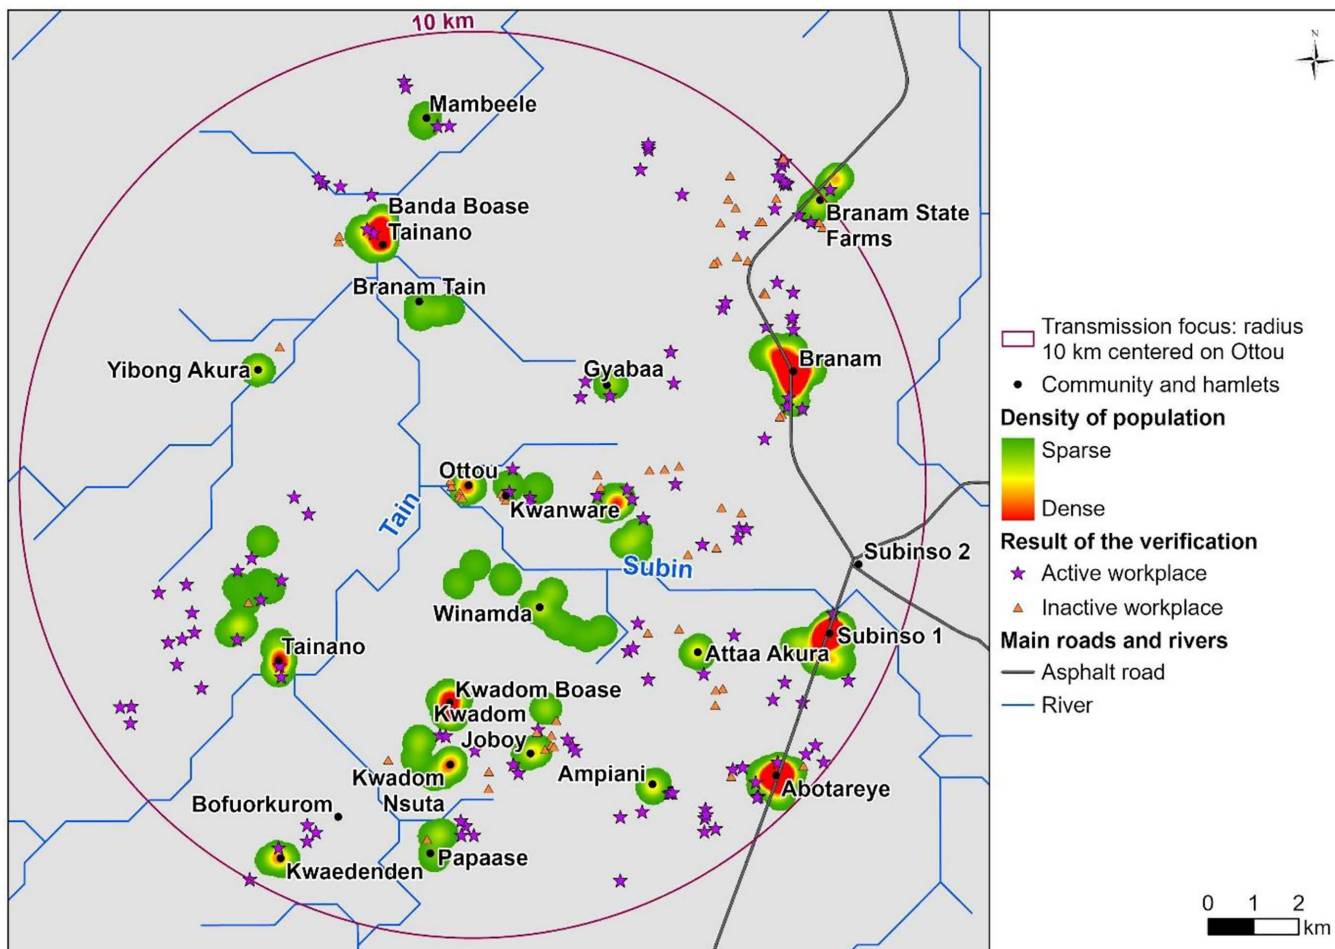 10 km
N
Mambeele
Banda Boase
Tainano
Branam State
Farms
Branam Tain
Yibong Akura
Gyabaa
Branam
Ottou
Kwanware
Tain
Subin
Subinso 2
Winamda
Attaa Akura
Subinso 1
Tainano
Kwadom Boase
Kwadom
Joboy
Kwadom
Nsuta
Ampiani
Abotareye
Bofuorkurom
Kwaedenden
Papaase
Transmission focus: radius
10 km centered on Ottou
Community and hamlets
Density of population
Sparse
Dense
Result of the verification
Active workplace
Inactive workplace
Main roads and rivers
Asphalt road
River
0 1 2
km